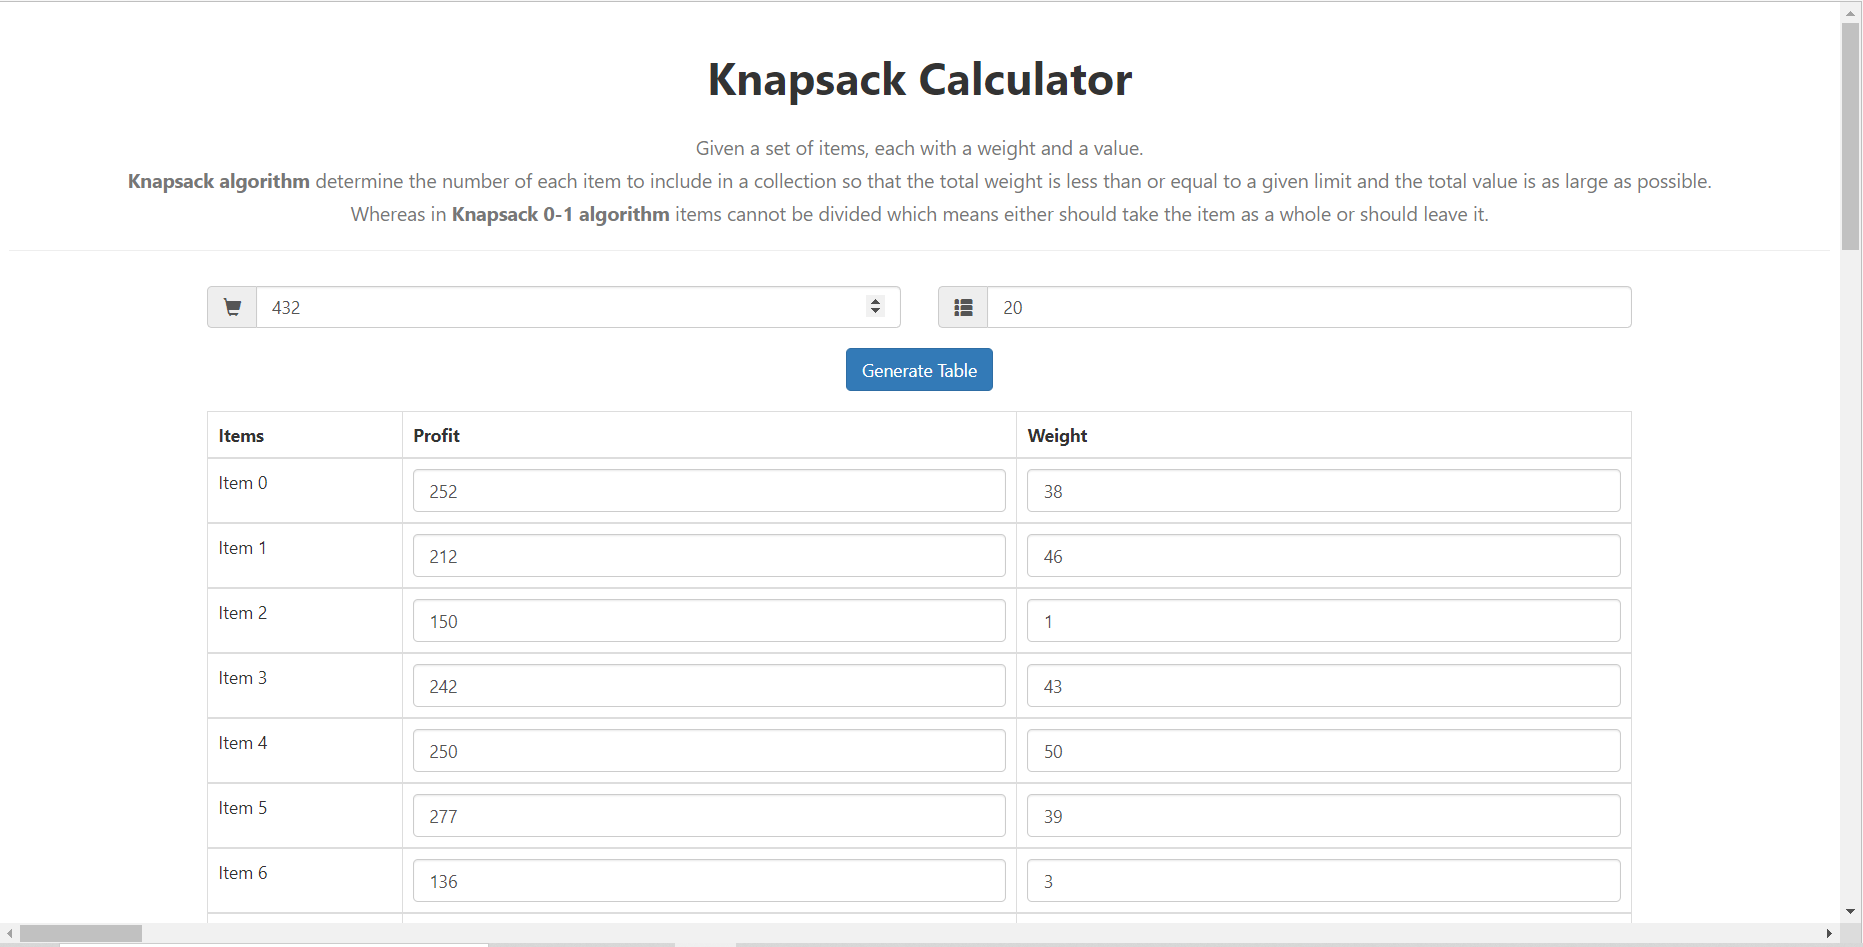 Knapsack Calculator
Given a set of items, each with a weight and a value.
Knapsack algorithm determine the number of each item to include in a collection so that the total weight is less than or equal to a given limit and the total value is as large as possible.
Whereas in Knapsack 0-1 algorithm items cannot be divided which means either should take the item as a whole or should leave it.
432 20
Generate Table
Items Profit Weight
Item 0 252 38
Item 1 212 46
Item 2 150 1
Item 3 242 43
Item 4 250 50
Item 5 277 39
Item 6 136 3